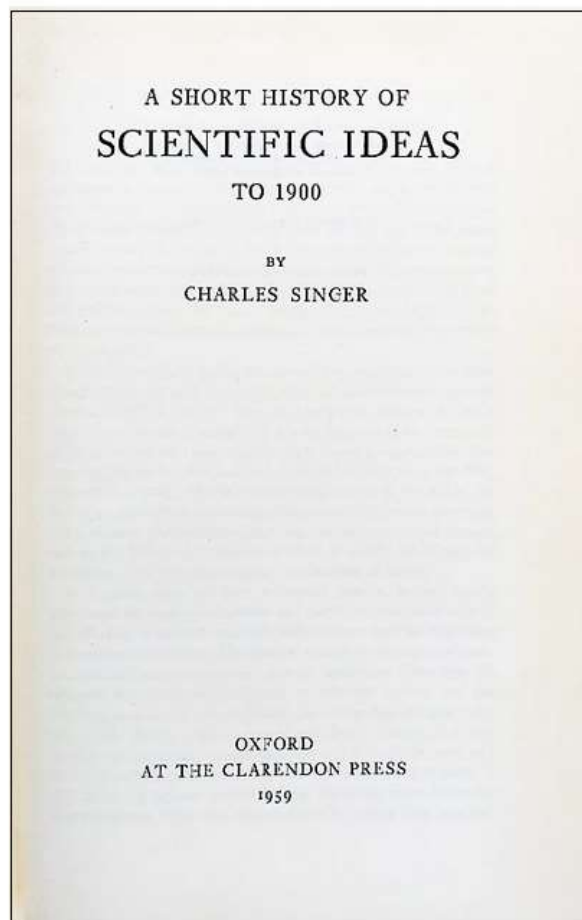 A SHORT HISTORY OF
SCIENTIFIC IDEAS
TO 1900
BY
CHARLES SINGER
OXFORD
AT THE CLARENDON PRESS
1959